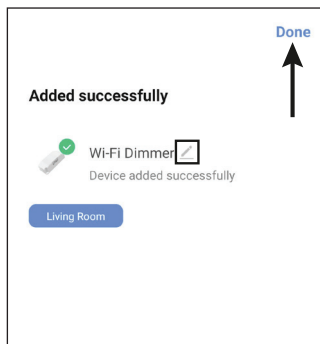 Done
Added successfully
Wi-Fi Dimmer
Device added successfully
Living Room